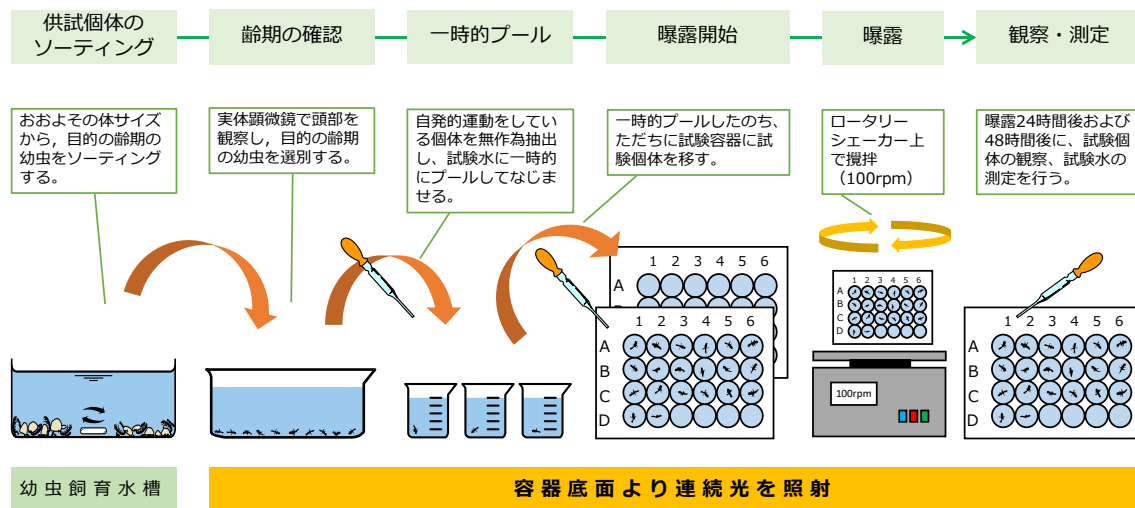 供試個体の
ソーティング
齢期の確認
一時的プール
曝露開始
曝露
観察・測定
おおよその体サイズ
から，目的の齢期の
幼虫をソーティング
する。
実体顕微鏡で頭部を
観察し，目的の齢期
の幼虫を選別する。
自発的運動をして
いる個体を無作為抽出
し、試験水に一時的
にプールしてなじま
せる。
一時的プールしたのち、
ただちに試験容器に試
験個体を移す。
ロータリー
シェーカー上
で攪拌
（100rpm）
曝露24時間後および
48時間後に、試験個
体の観察、試験水の
測定を行う。
1 2 3 4 5 6
A
1 2 3 4 5 6
A
B
C
D
1 2 3 4 5 6
A
B
C
D
100rpm
1 2 3 4 5 6
A
B
C
D
幼虫飼育水槽
容器底面より連続光を照射